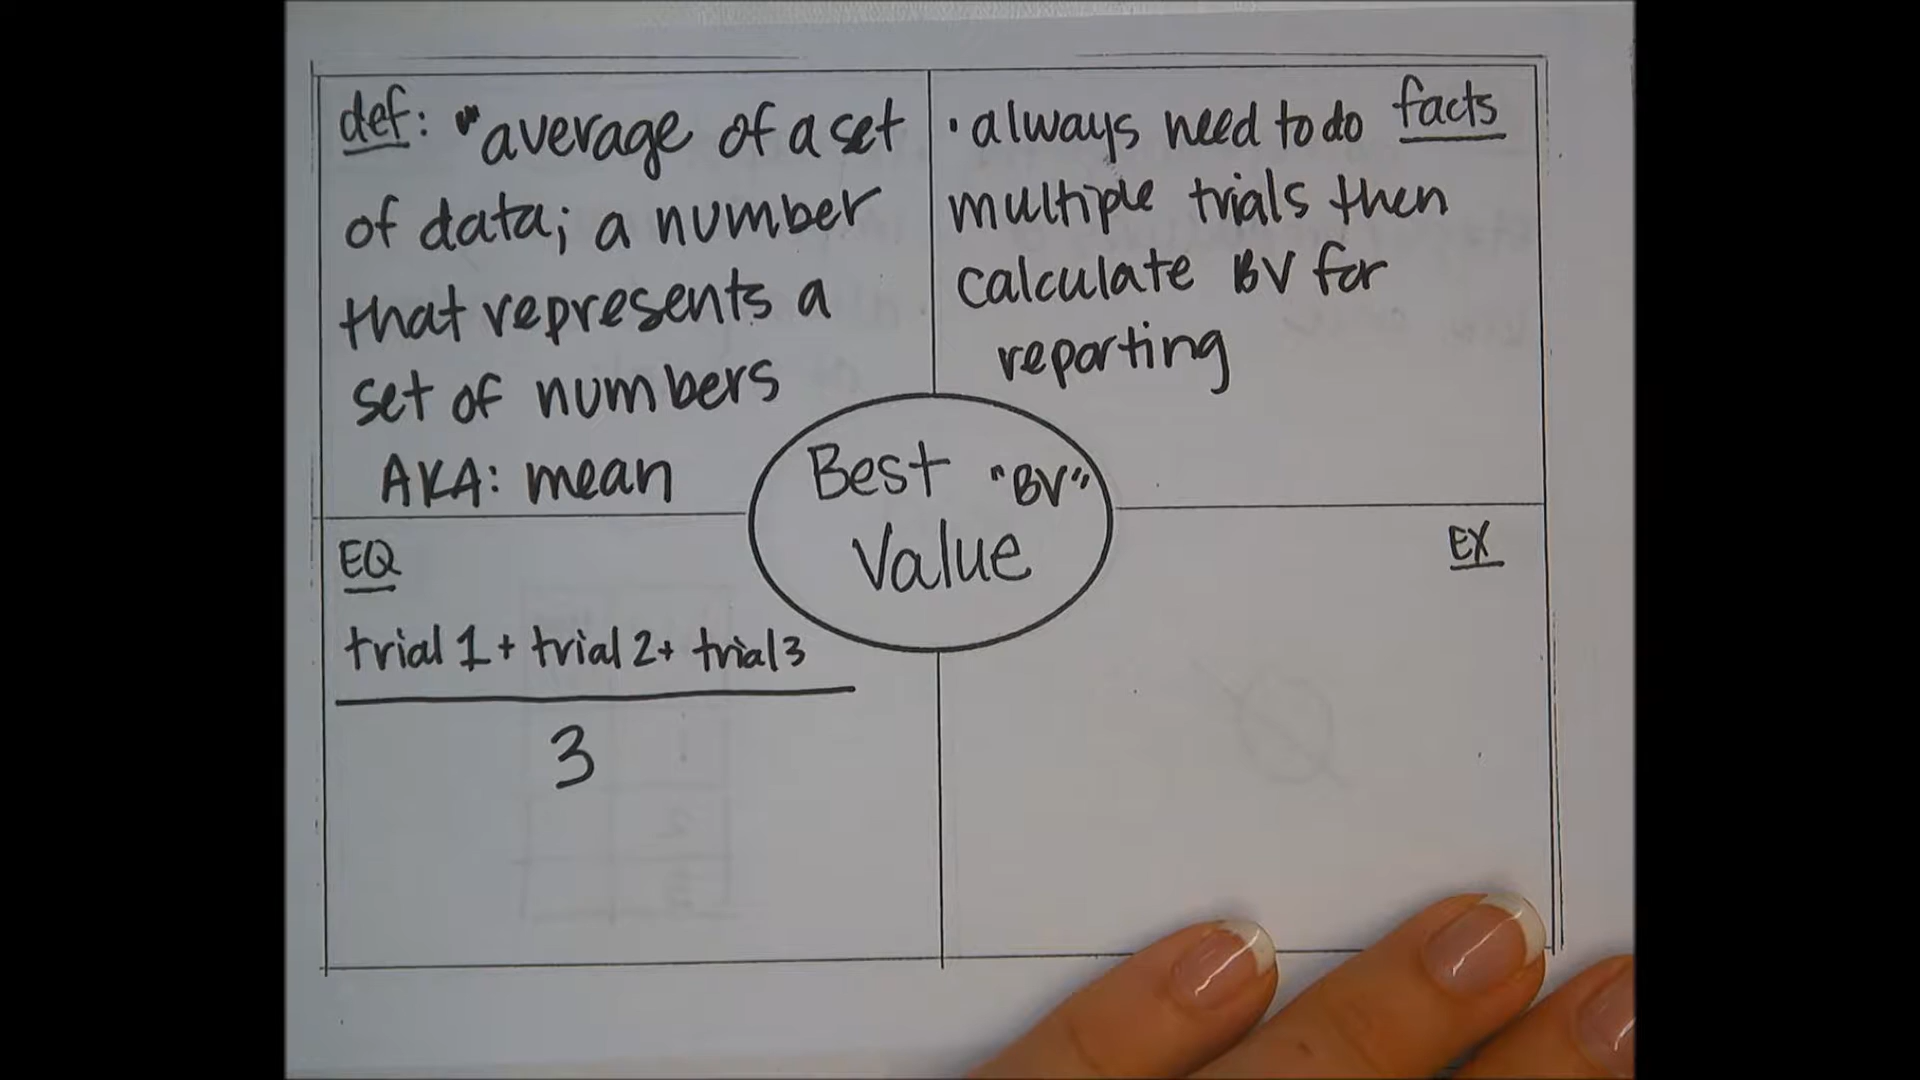 def: "average of a set
of data; a number
that represents a
set of numbers
AKA: mean
facts
• always need to do
multiple trials then
calculate BV for
reporting
Best "BV"
Value
EQ
trial 1 + trial 2 + trial 3
3
EX